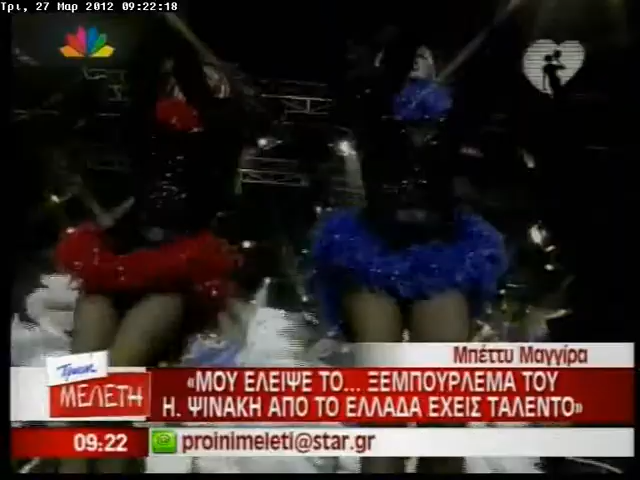 Τρι, 27 Μαρ 2012 09:22:18
Μπέττυ Μαγγίρα
Πρωινή
ΜΕΛΕΤΗ
«ΜΟΥ ΕΛΕΙΨΕ ΤΟ... ΞΕΜΠΟΥΡΛΕΜΑ ΤΟΥ
Η. ΨΙΝΑΚΗ ΑΠΟ ΤΟ ΕΛΛΑΔΑ ΕΧΕΙΣ ΤΑΛΕΝΤΟ»
09:22
proinimeleti@star.gr